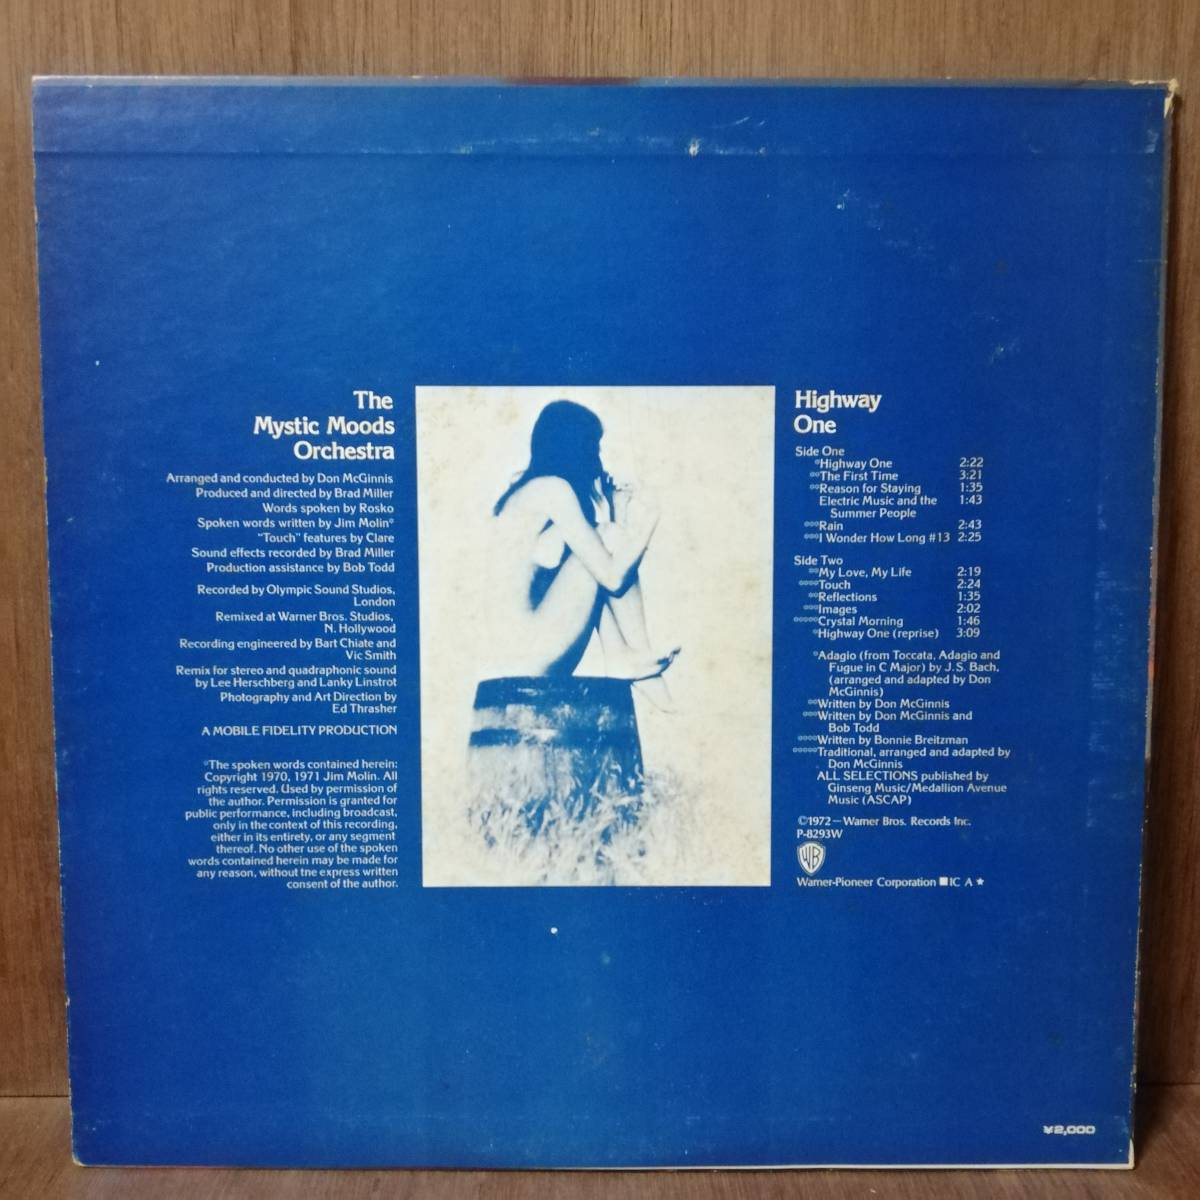 The
Mystic Moods
Orchestra
Arranged and conducted by Don McGinnis
Produced and directed by Brad Miller
Words spoken by Rosko
Spoken words written by Jim Molin*
"Touch" features by Clare
Sound effects recorded by Brad Miller
Production assistance by Bob Todd
Recorded by Olympic Sound Studios,
London
Remixed at Warner Bros. Studios,
N. Hollywood
Recording engineered by Bart Chiate and
Vic Smith
Remix for stereo and quadraphonic sound
by Lee Herschberg and Lanky Linstrot
Photography and Art Direction by
Ed Thrasher
A MOBILE FIDELITY PRODUCTION
*The spoken words contained herein:
Copyright 1970, 1971 Jim Molin. All
rights reserved. Used by permission of
the author. Permission is granted for
public performance, including broadcast,
only in the context of this recording,
either in its entirety, or any segment
thereof. No other use of the spoken
words contained herein may be made for
any reason, without the express written
consent of the author.
Highway
One
Side One
*Highway One 2:22
**The First Time 3:21
**Reason for Staying 1:35
Electric Music and the 1:43
Summer People
***Rain 2:43
***I Wonder How Long #13 2:25
Side Two
**My Love, My Life 2:19
****Touch 2:24
**Reflections 1:35
***Images 2:02
*****Crystal Morning 1:46
*Highway One (reprise) 3:09
*Adagio (from Toccata, Adagio and
Fugue in C Major) by J.S. Bach,
(arranged and adapted by Don
McGinnis)
**Written by Don McGinnis
***Written by Don McGinnis and
Bob Todd
****Written by Bonnie Breitzman
*****Traditional, arranged and adapted by
Don McGinnis
ALL SELECTIONS published by
Ginseng Music/Medallion Avenue
Music (ASCAP)
©1972—Warner Bros. Records Inc.
P-8293W
WB
Warner-Pioneer Corporation ■IC A ★
¥2,000